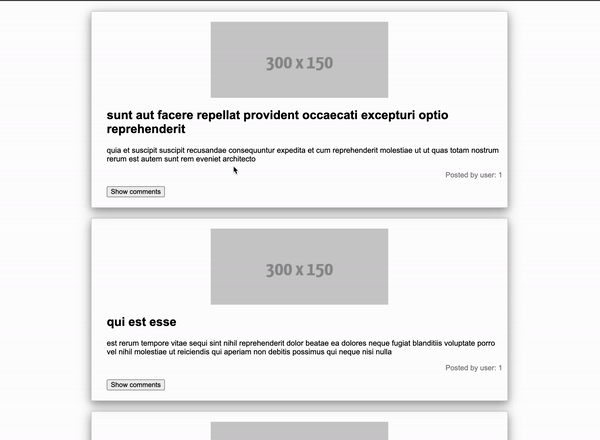 300 x 150
sunt aut facere repellat provident occaecati excepturi optio
reprehenderit
quia et suscipit suscipit recusandae consequuntur expedita et cum reprehenderit molestiae ut ut quas totam nostrum
rerum est autem sunt rem eveniet architecto
Posted by user: 1
Show comments
300 x 150
qui est esse
est rerum tempore vitae sequi sint nihil reprehenderit dolor beatae ea dolores neque fugiat blanditiis voluptate porro
vel nihil molestiae ut reiciendis qui aperiam non debitis possimus qui neque nisi nulla
Posted by user: 1
Show comments